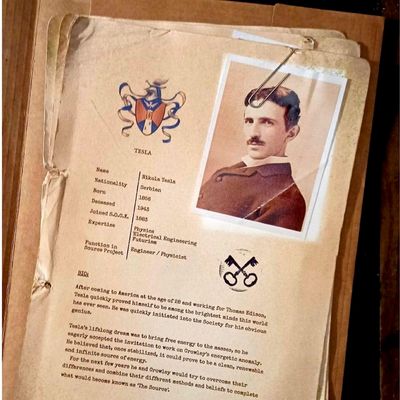 TESLA
Name Nikola Tesla
Nationality Serbian
Born 1856
Deceased 1943
Joined S.O.G.K. 1883
Expertise Physics
Electrical Engineering
Futurism
Function in
Source Project Engineer / Physicist
BIO:
After coming to America at the age of 28 and working for Thomas Edison,
Tesla quickly proved himself to be among the brightest minds this world
has ever seen. He was quickly initiated into the Society for his obvious
genius.
Tesla's lifelong dream was to bring free energy to the masses, so he
eagerly accepted the invitation to work on Crowley's energetic anomaly.
He believed that, once stabilized, it could prove to be a clean, renewable
and infinite source of energy.
For the next few years he and Crowley would try to overcome their
differences and combine their different methods and beliefs to complete
what would become known as 'The Source'.